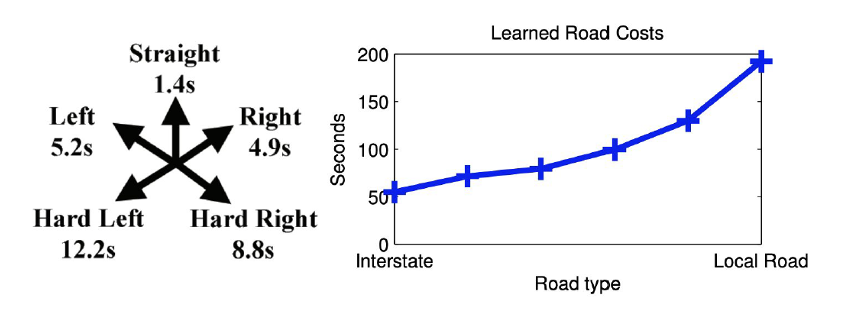 Straight
1.4s
Left
5.2s
Right
4.9s
Hard Left
12.2s
Hard Right
8.8s
Learned Road Costs
200
150
100
50
0
Seconds
Interstate
Local Road
Road type